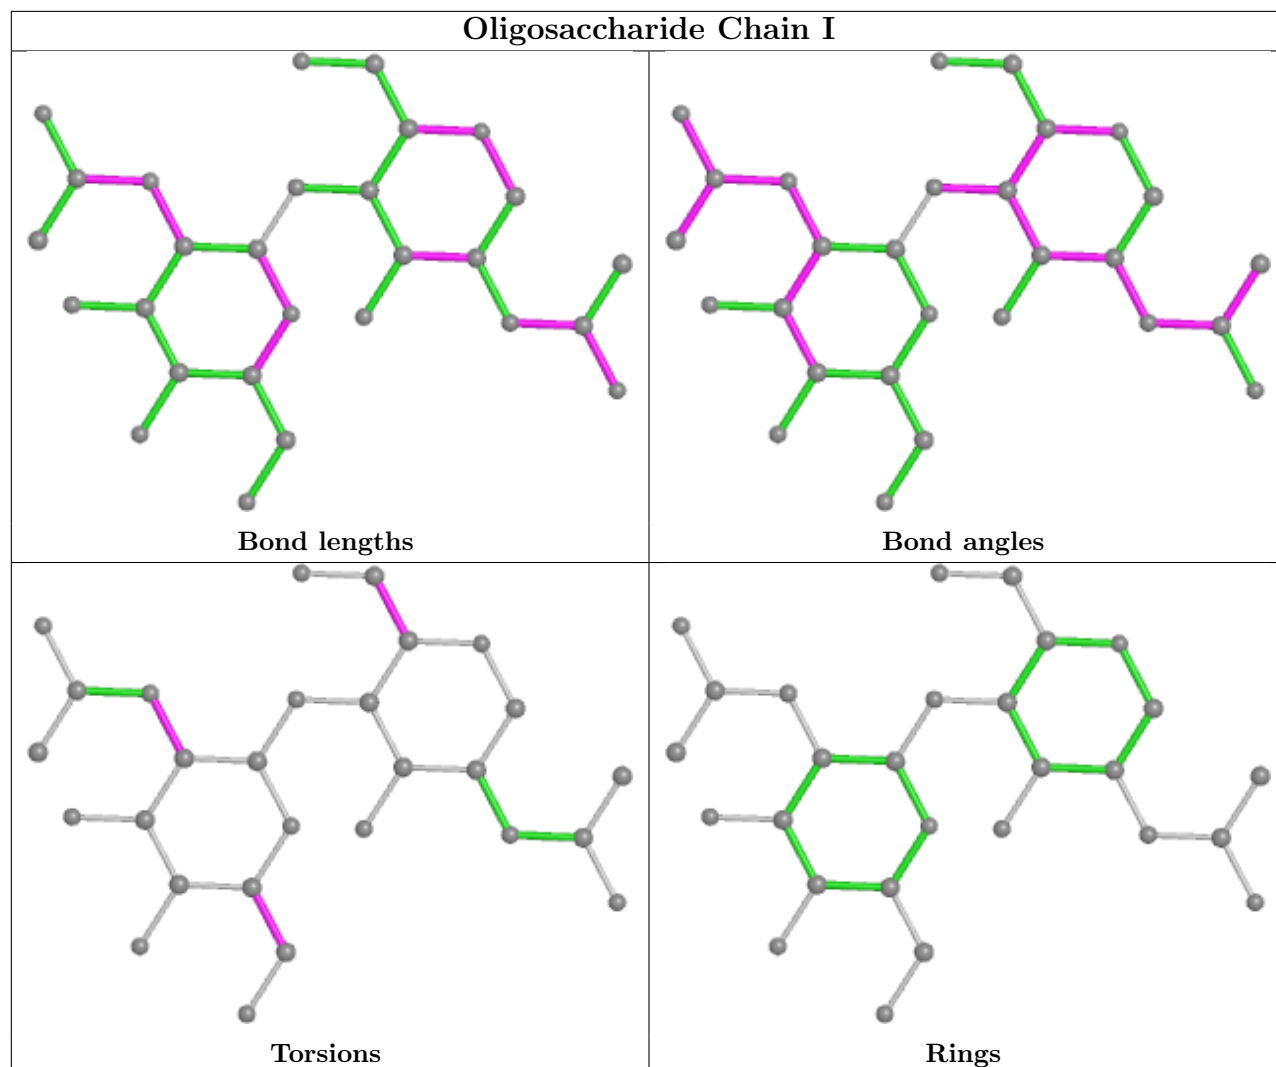 Oligosaccharide Chain I
Bond lengths
Bond angles
Torsions
Rings